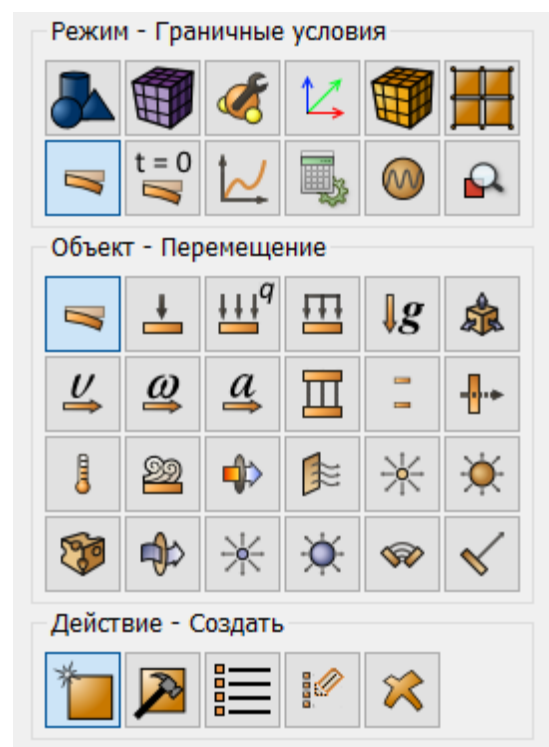 Режим - Граничные условия
t = 0
Объект - Перемещение
q
g
υ
ω
a
Действие - Создать